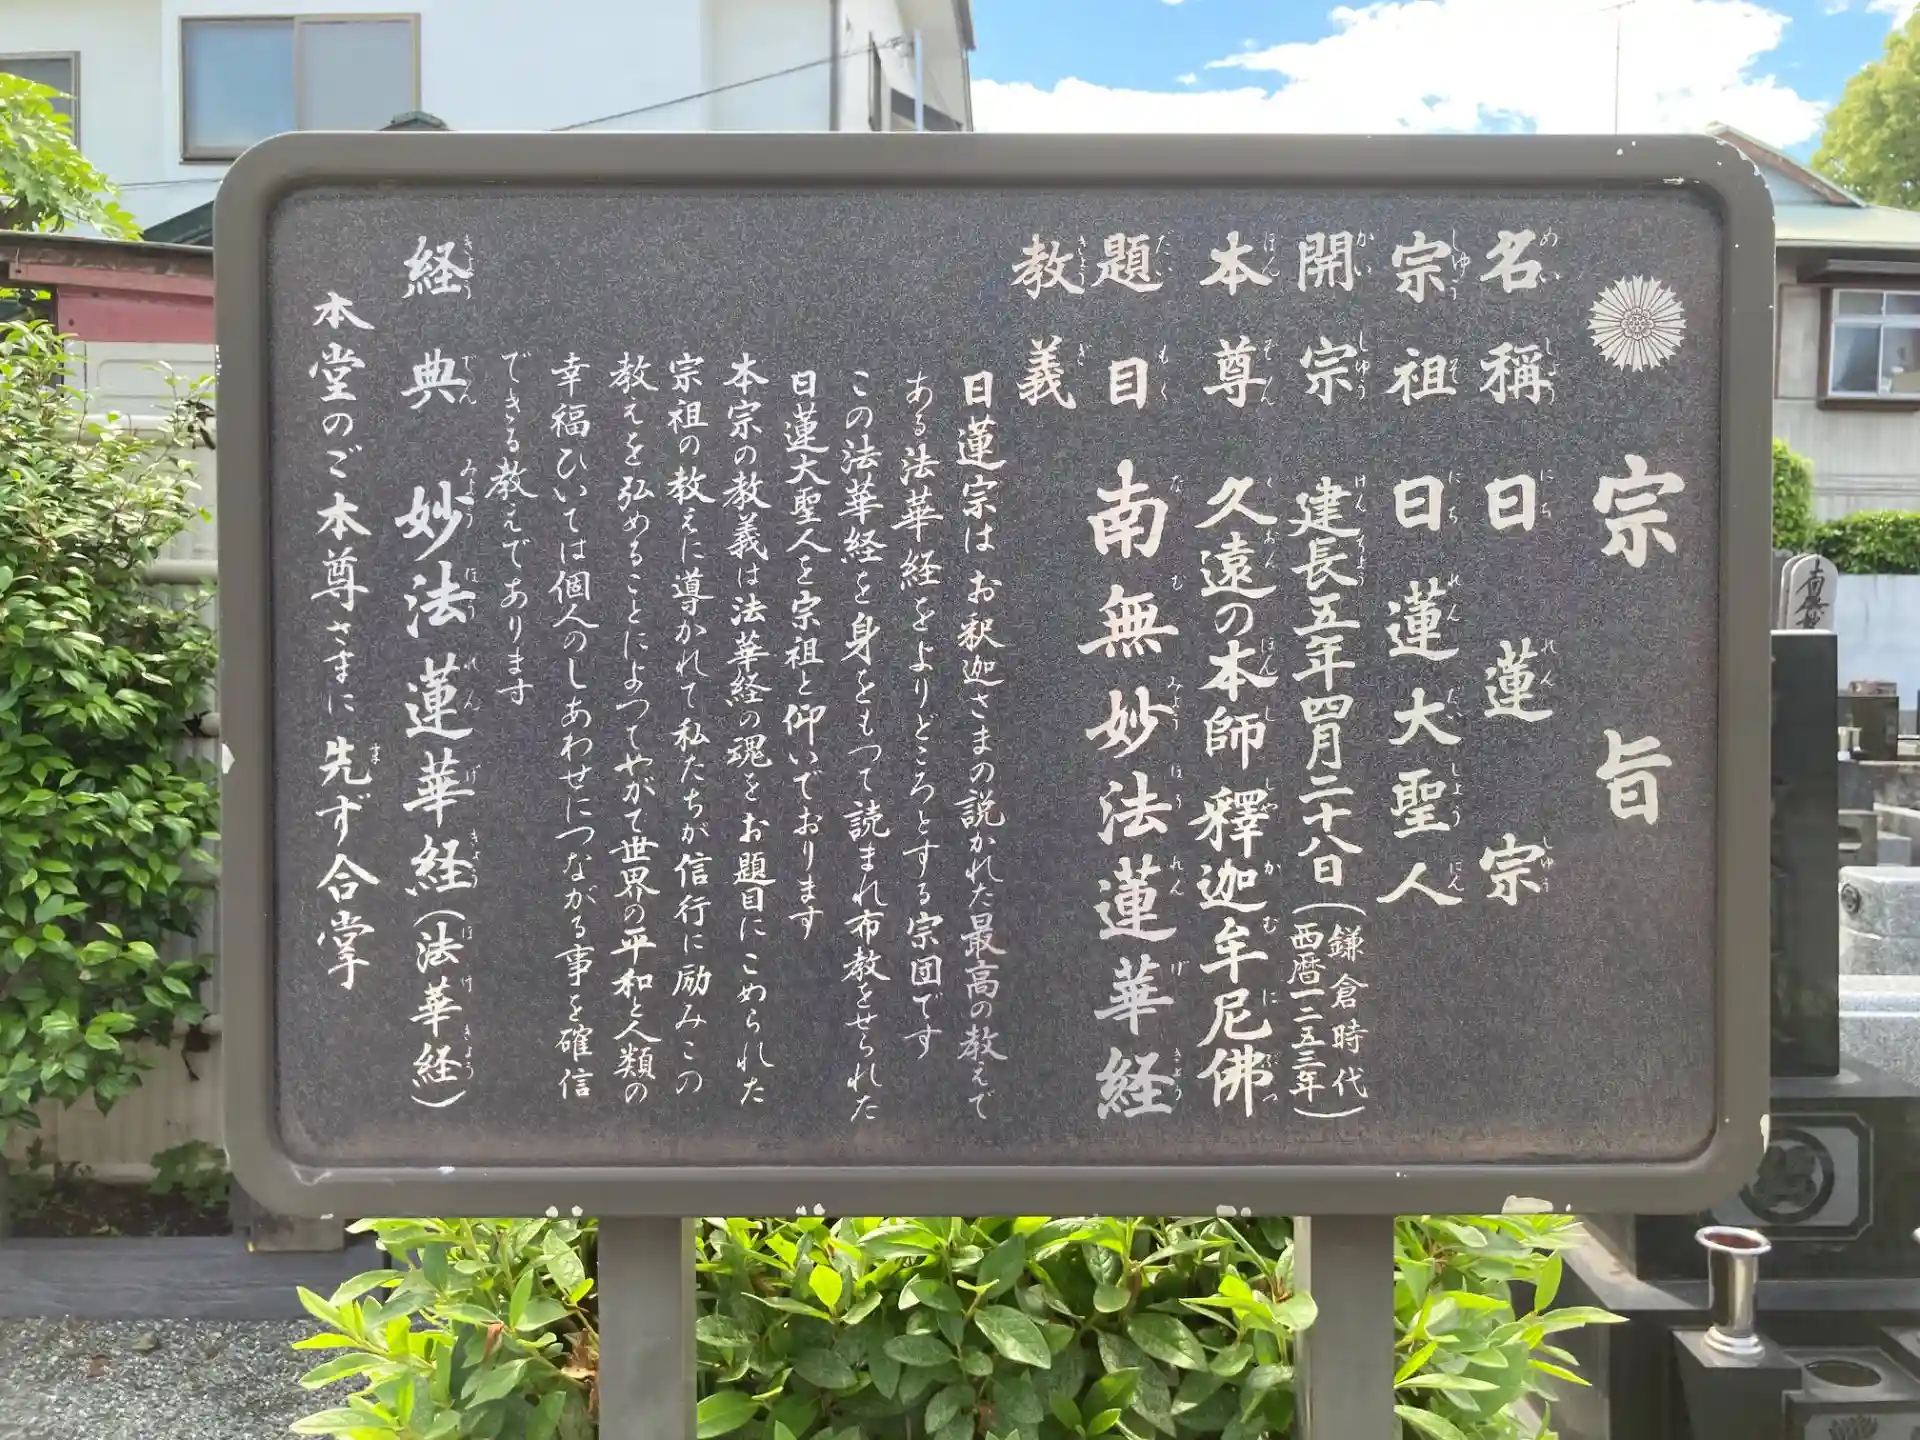 宗旨
名称 日蓮宗
宗祖 日蓮大聖人
開宗 建長五年四月二十八日(鎌倉時代 西暦一二五三年)
本尊 久遠の本師釋迦牟尼佛
題目 南無妙法蓮華経
教義
日蓮宗はお釈迦さまの説かれた最高の教えで
ある法華経をよりどころとする宗団です
この法華経を身をもって読まれ布教をせられた
日蓮大聖人を宗祖と仰いでおります
本宗の教義は法華経の魂をお題目にこめられた
宗祖の教えに導かれて私たちが信行に励みこの
教えを弘めることによってやがて世界の平和と人類の
幸福ひいては個人のしあわせにつながる事を確信
できる教えであります
経典 妙法蓮華経(法華経)
本堂のご本尊さまに先ず合掌